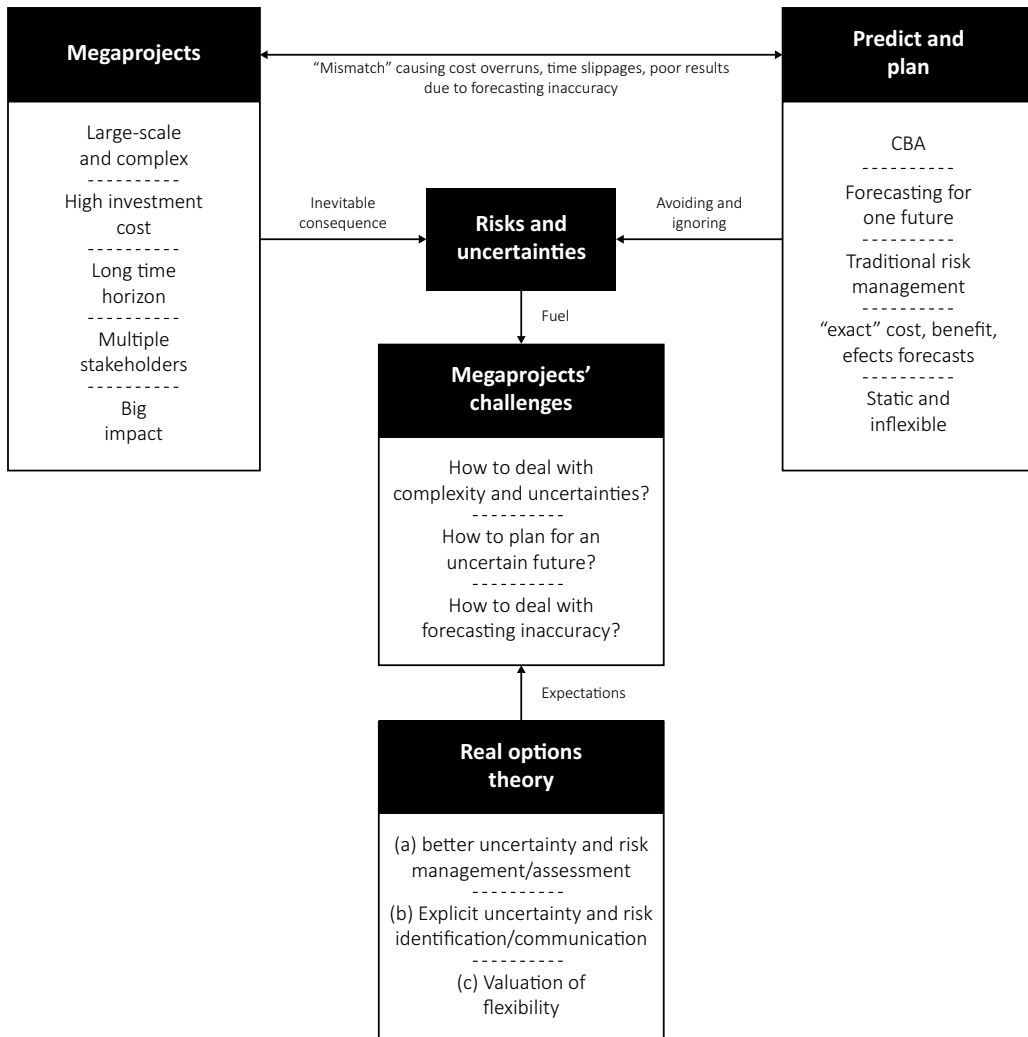 Megaprojects
Large-scale
and complex
High investment
cost
Long time
horizon
Multiple
stakeholders
Big
impact
“Mismatch” causing cost overruns, time slippages, poor results
due to forecasting inaccuracy
Predict and
plan
CBA
Forecasting for
one future
Traditional risk
management
“exact” cost, benefit,
efects forecasts
Static and
inflexible
Inevitable
consequence
Risks and
uncertainties
Avoiding and
ignoring
Fuel
Megaprojects’
challenges
How to deal with
complexity and uncertainties?
How to plan for an
uncertain future?
How to deal with
forecasting inaccuracy?
Expectations
Real options
theory
(a) better uncertainty and risk
management/assessment
(b) Explicit uncertainty and risk
identification/communication
(c) Valuation of
flexibility